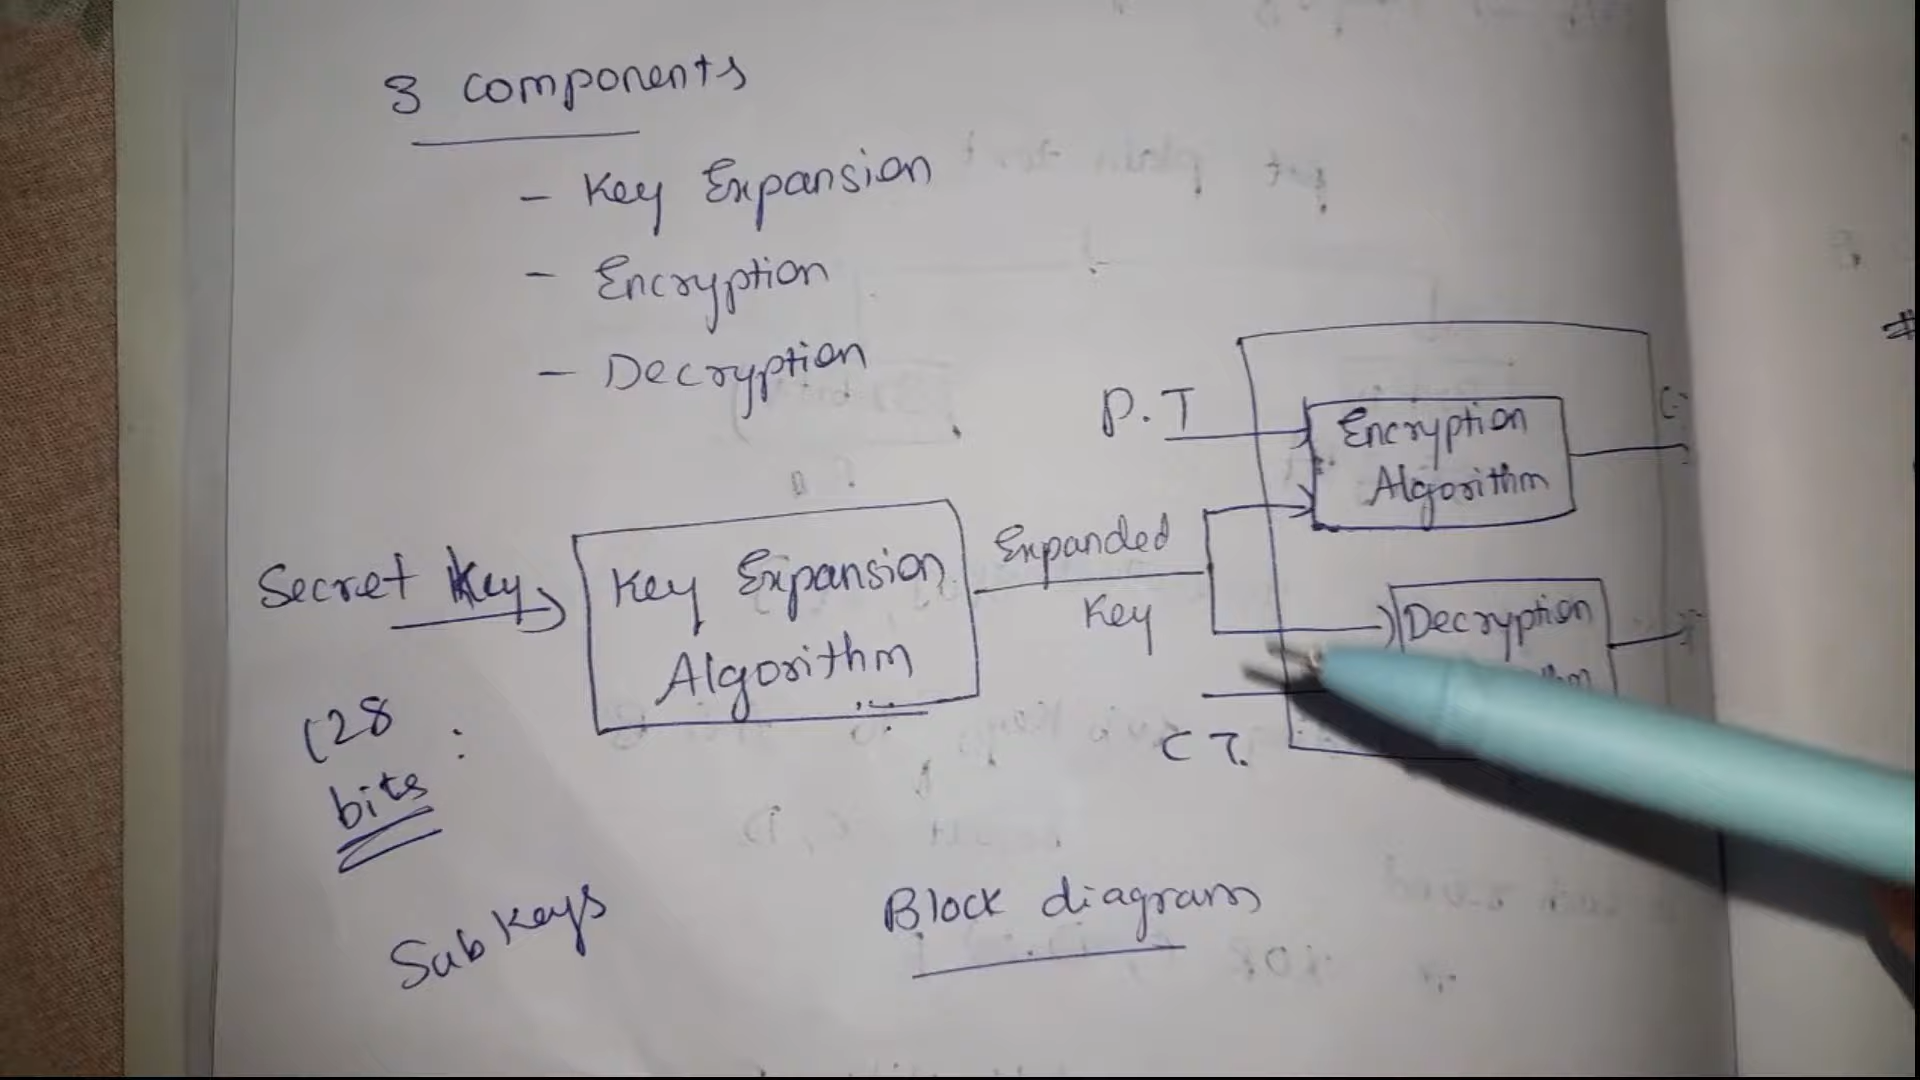 3 components
- Key Expansion
- Encryption
- Decryption
P.T
Encryption
Algorithm
Secret Key
Key Expansion
Algorithm
Expanded
Key
Decryption
C T.
128
bits
:
Sub Keys
Block diagram